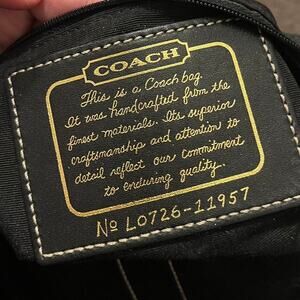 COACH
This is a Coach bag.
It was handcrafted from the
finest materials. Its superior
craftsmanship and attention to
detail reflect our commitment
to enduring quality.
No L0726-11957